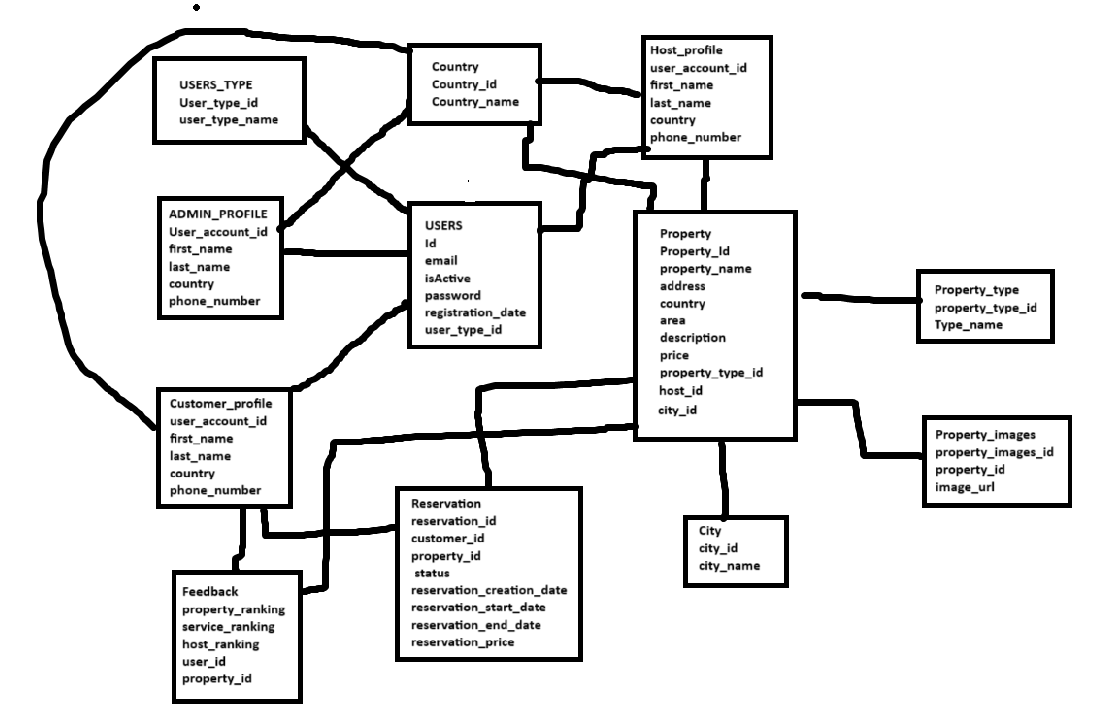 USERS_TYPE
User_type_id
user_type_name
Country
Country_Id
Country_name
Host_profile
user_account_id
first_name
last_name
country
phone_number
ADMIN_PROFILE
User_account_id
first_name
last_name
country
phone_number
USERS
Id
email
isActive
password
registration_date
user_type_id
Property
Property_Id
property_name
address
country
area
description
price
property_type_id
host_id
city_id
Property_type
property_type_id
Type_name
Customer_profile
user_account_id
first_name
last_name
country
phone_number
Property_images
property_images_id
property_id
image_url
Reservation
reservation_id
customer_id
property_id
status
reservation_creation_date
reservation_start_date
reservation_end_date
reservation_price
City
city_id
city_name
Feedback
property_ranking
service_ranking
host_ranking
user_id
property_id